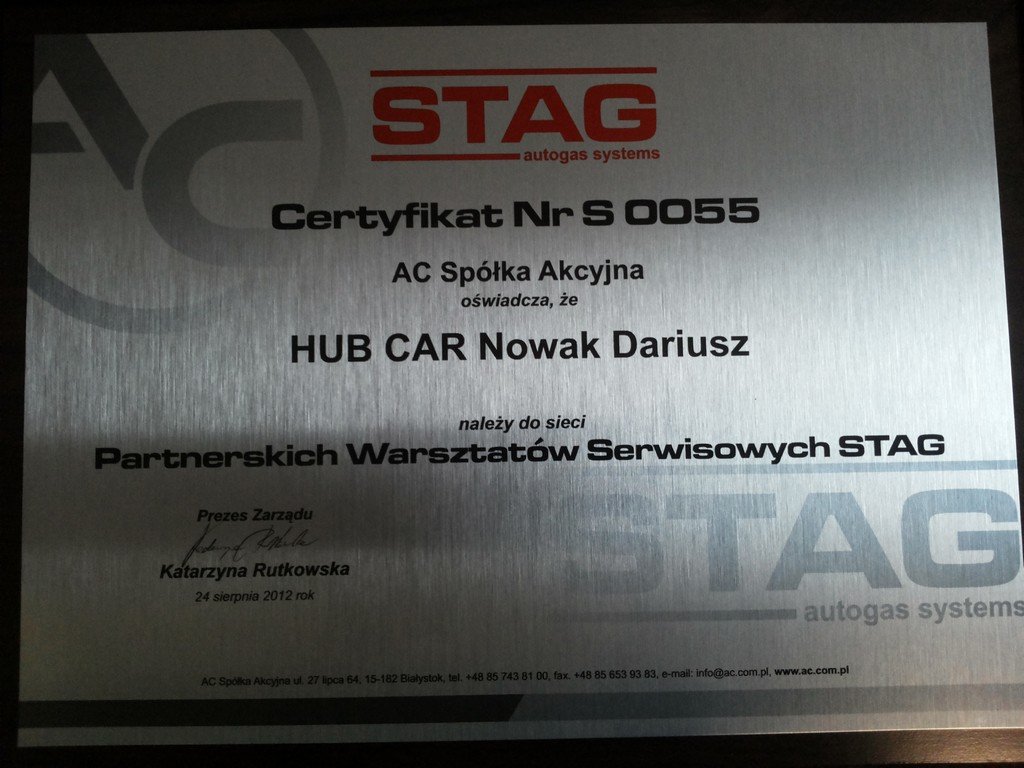 AC
STAG
autogas systems
Certyfikat Nr S 0055
AC Spółka Akcyjna
oświadcza, że
HUB CAR Nowak Dariusz
należy do sieci
Partnerskich Warsztatów Serwisowych STAG
Prezes Zarządu
Katarzyna Rutkowska
24 sierpnia 2012 rok
STAG
autogas systems
AC Spółka Akcyjna ul. 27 lipca 64, 15-182 Białystok, tel. +48 85 743 81 00, fax. +48 85 653 93 83, e-mail: info@ac.com.pl, www.ac.com.pl